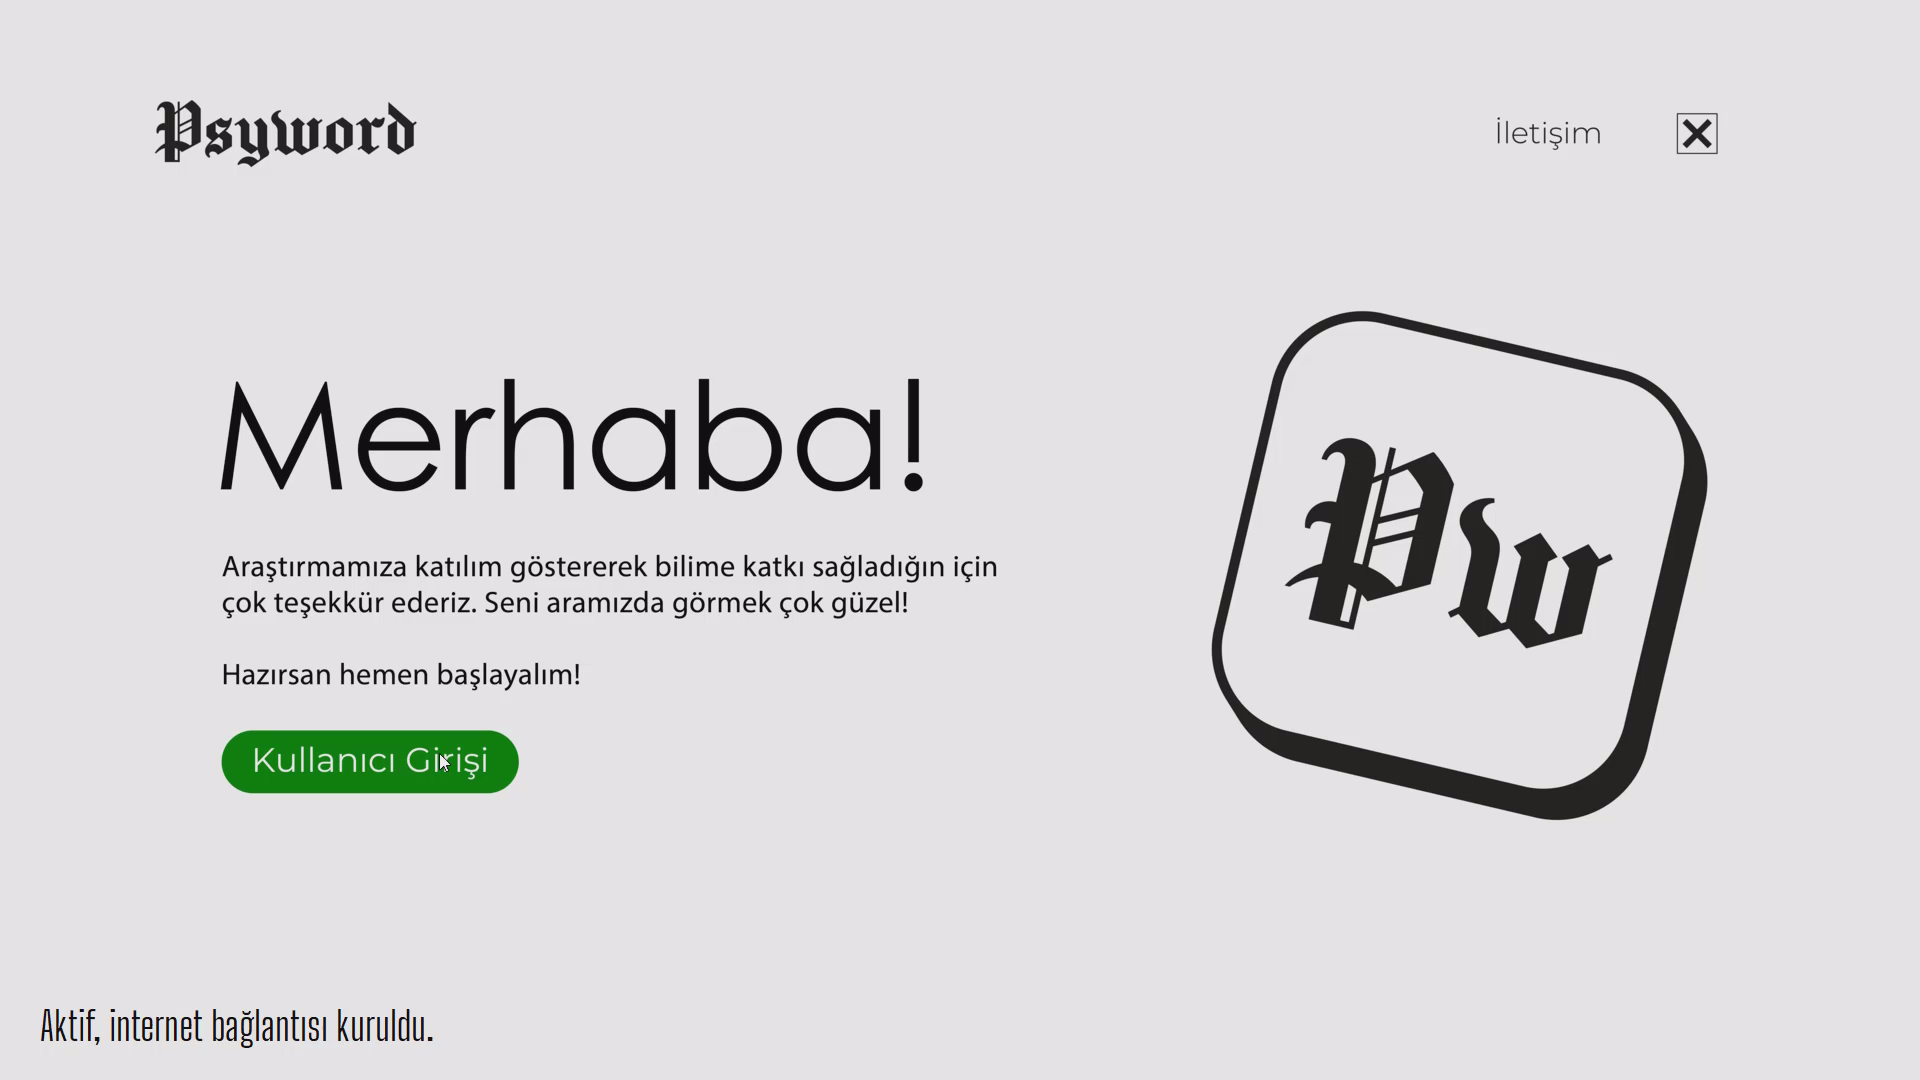 Psyword
İletişim
Merhaba!
Araştırmamıza katılım göstererek bilime katkı sağladığın için
çok teşekkür ederiz. Seni aramızda görmek çok güzel!
Hazırsan hemen başlayalım!
Kullanıcı Girişi
Pw
Aktif, internet bağlantısı kuruldu.